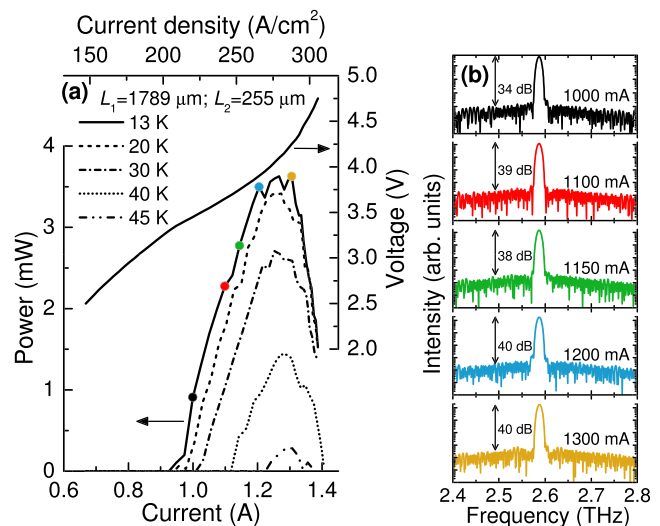 Current density (A/cm²)
150 200 250 300
(a)
L₁=1789 μm; L₂=255 μm
13 K
20 K
30 K
40 K
45 K
Power (mW)
4
3
2
1
0
5.0
4.5
4.0
3.5
3.0
2.5
2.0
Voltage (V)
0.6 0.8 1.0 1.2 1.4
Current (A)
(b)
34 dB
1000 mA
39 dB
1100 mA
38 dB
1150 mA
40 dB
1200 mA
40 dB
1300 mA
Intensity (arb. units)
2.4 2.5 2.6 2.7 2.8
Frequency (THz)